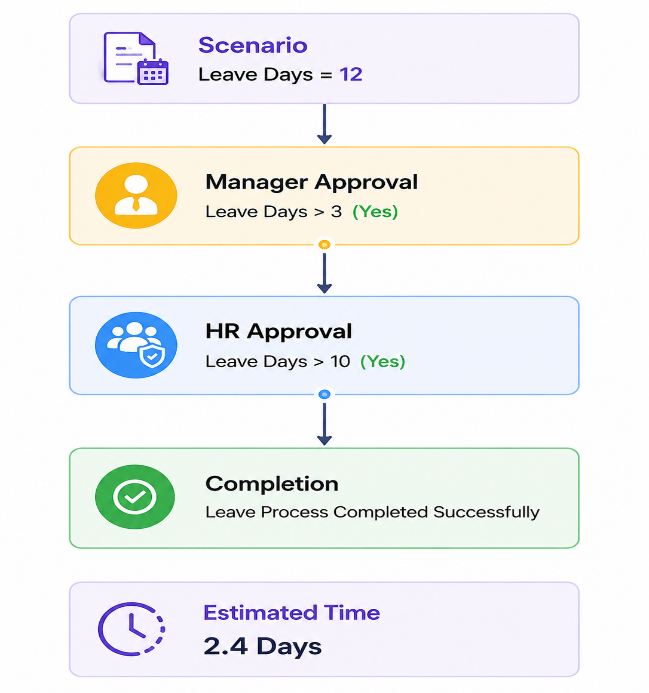 Scenario
Leave Days = 12
Manager Approval
Leave Days > 3 (Yes)
HR Approval
Leave Days > 10 (Yes)
Completion
Leave Process Completed Successfully
Estimated Time
2.4 Days